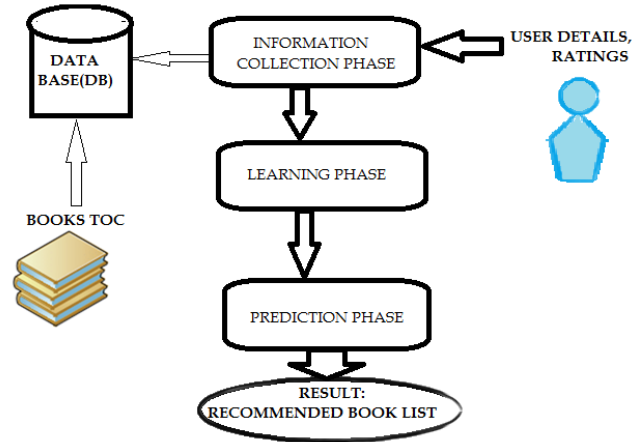 DATA
BASE(DB)
INFORMATION
COLLECTION PHASE
USER DETAILS,
RATINGS
LEARNING PHASE
BOOKS TOC
PREDICTION PHASE
RESULT:
RECOMMENDED BOOK LIST